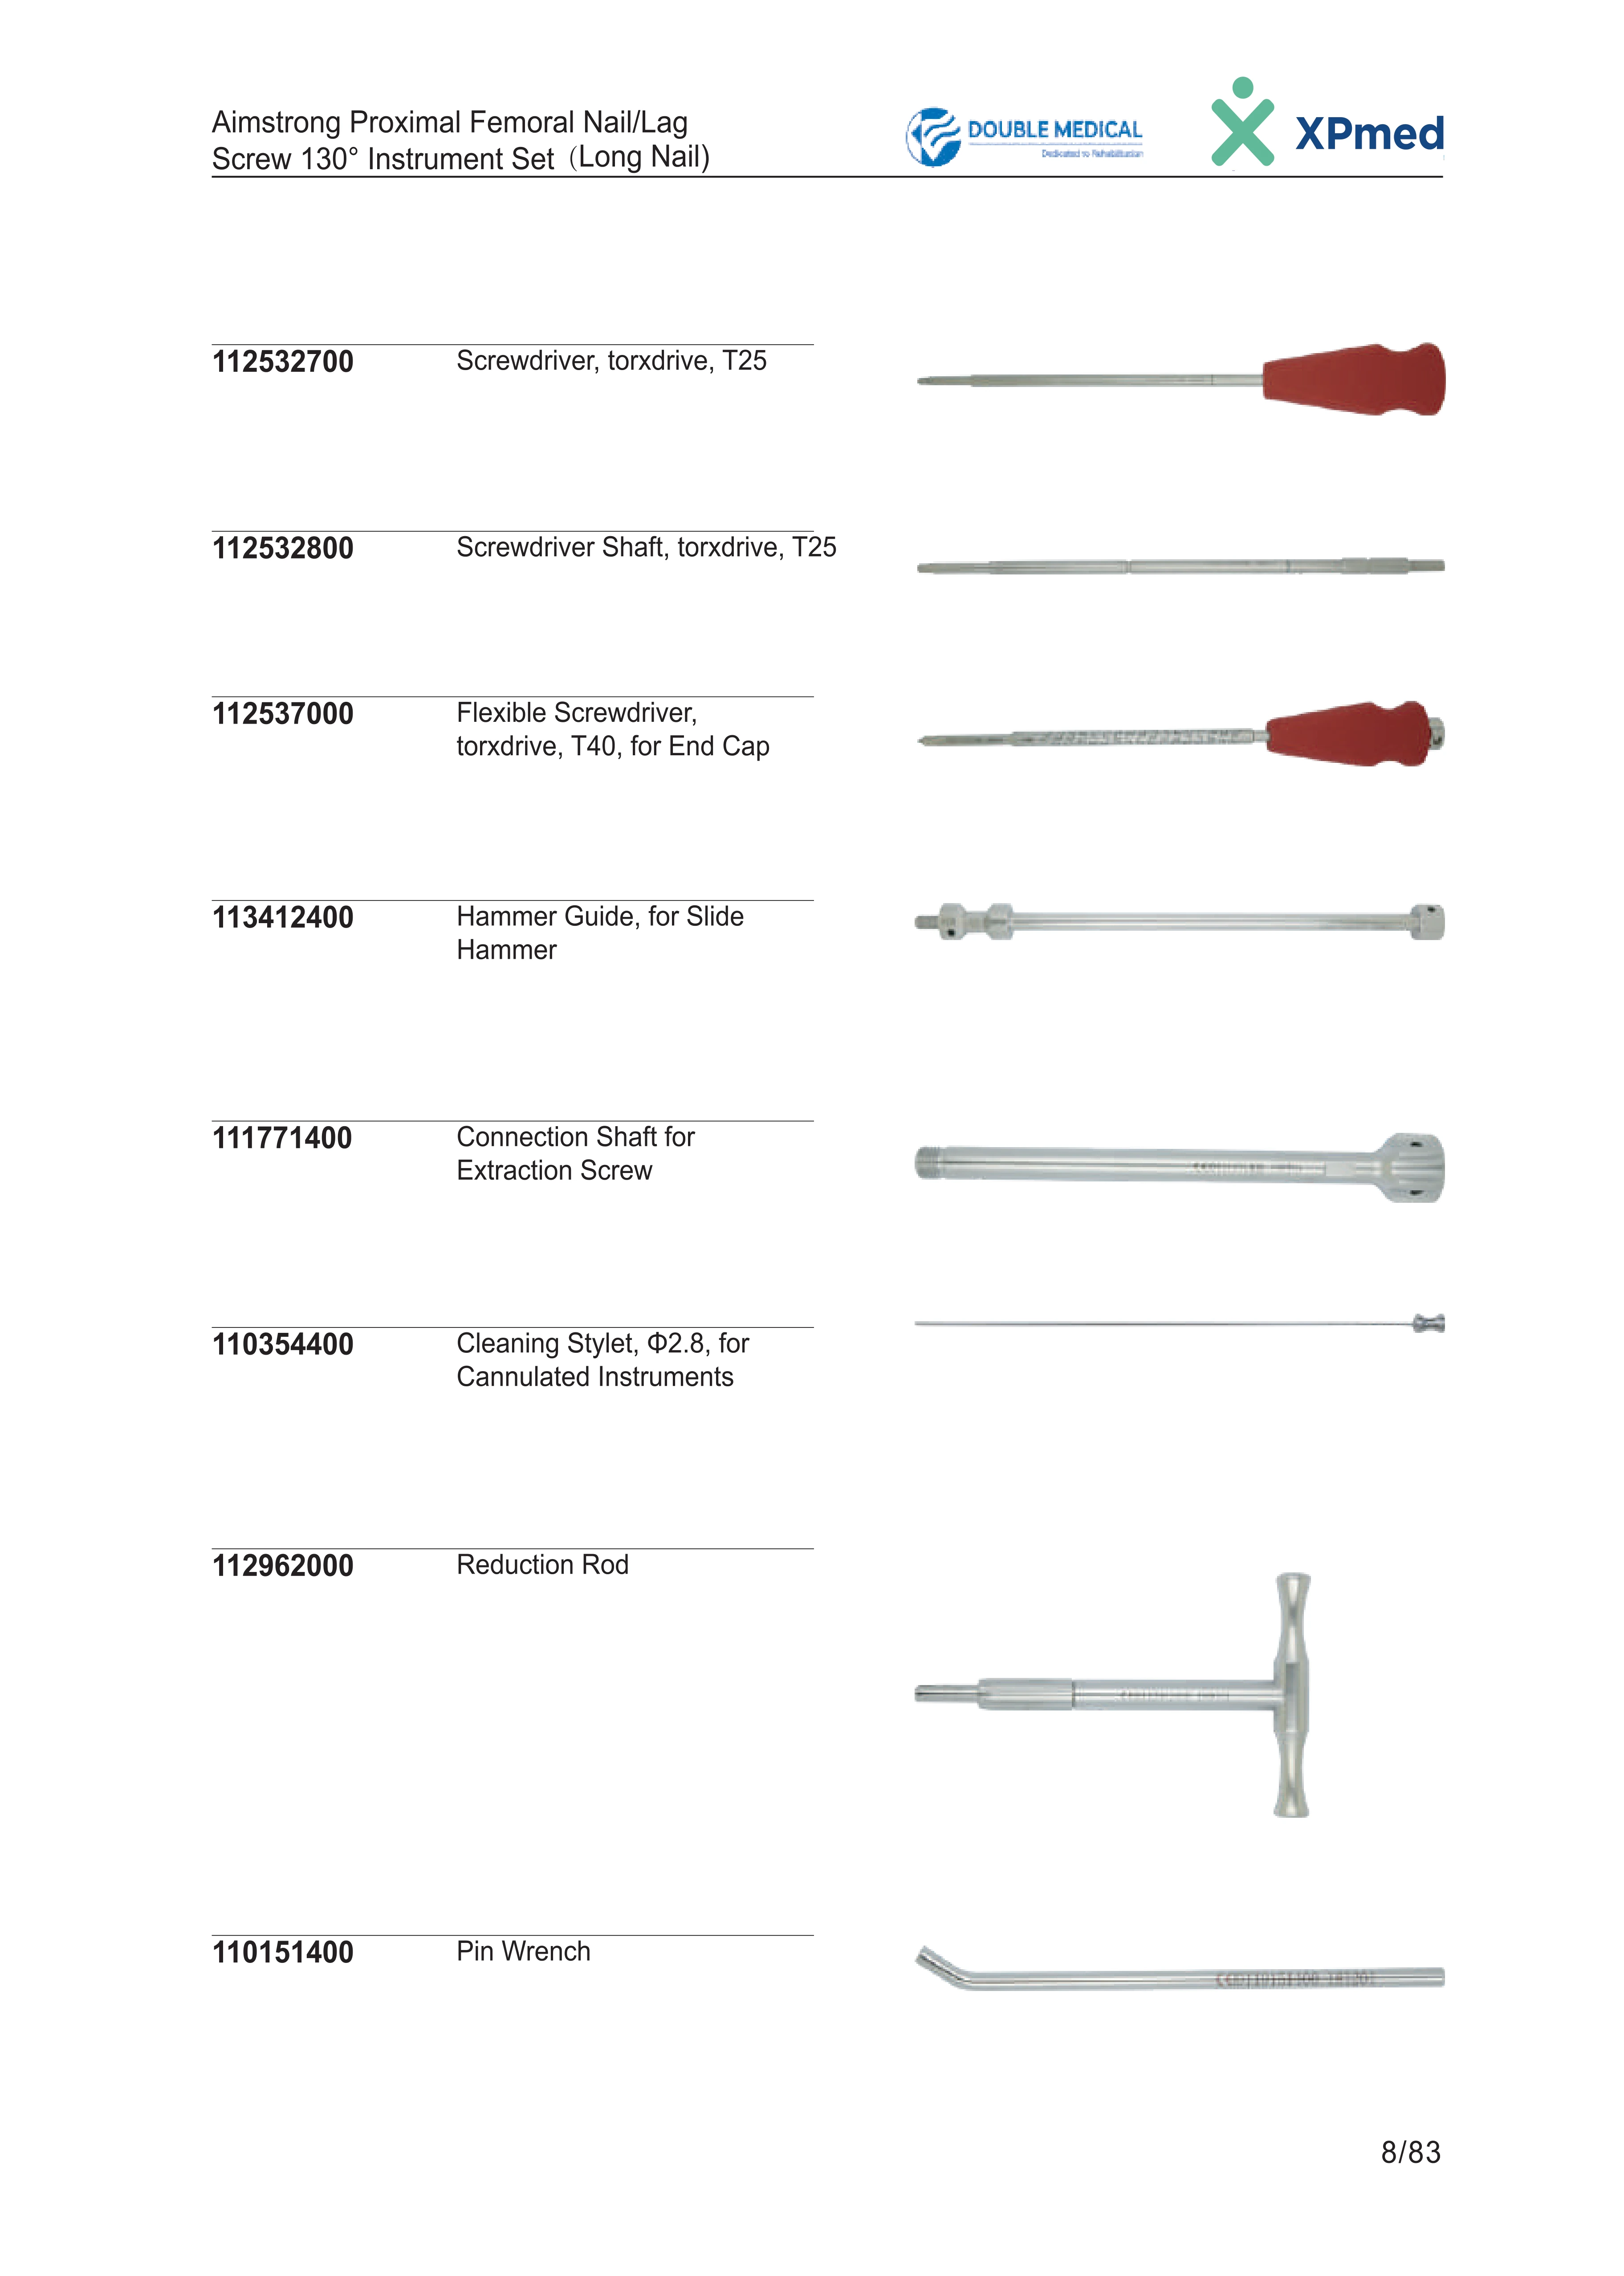 Aimstrong Proximal Femoral Nail/Lag
Screw 130° Instrument Set（Long Nail)
DOUBLE MEDICAL
Dedicated to Rehabilitation
XPmed
112532700 Screwdriver, torxdrive, T25
112532800 Screwdriver Shaft, torxdrive, T25
112537000 Flexible Screwdriver,
torxdrive, T40, for End Cap
113412400 Hammer Guide, for Slide
Hammer
111771400 Connection Shaft for
Extraction Screw
110354400 Cleaning Stylet, Φ2.8, for
Cannulated Instruments
112962000 Reduction Rod
110151400 Pin Wrench
8/83